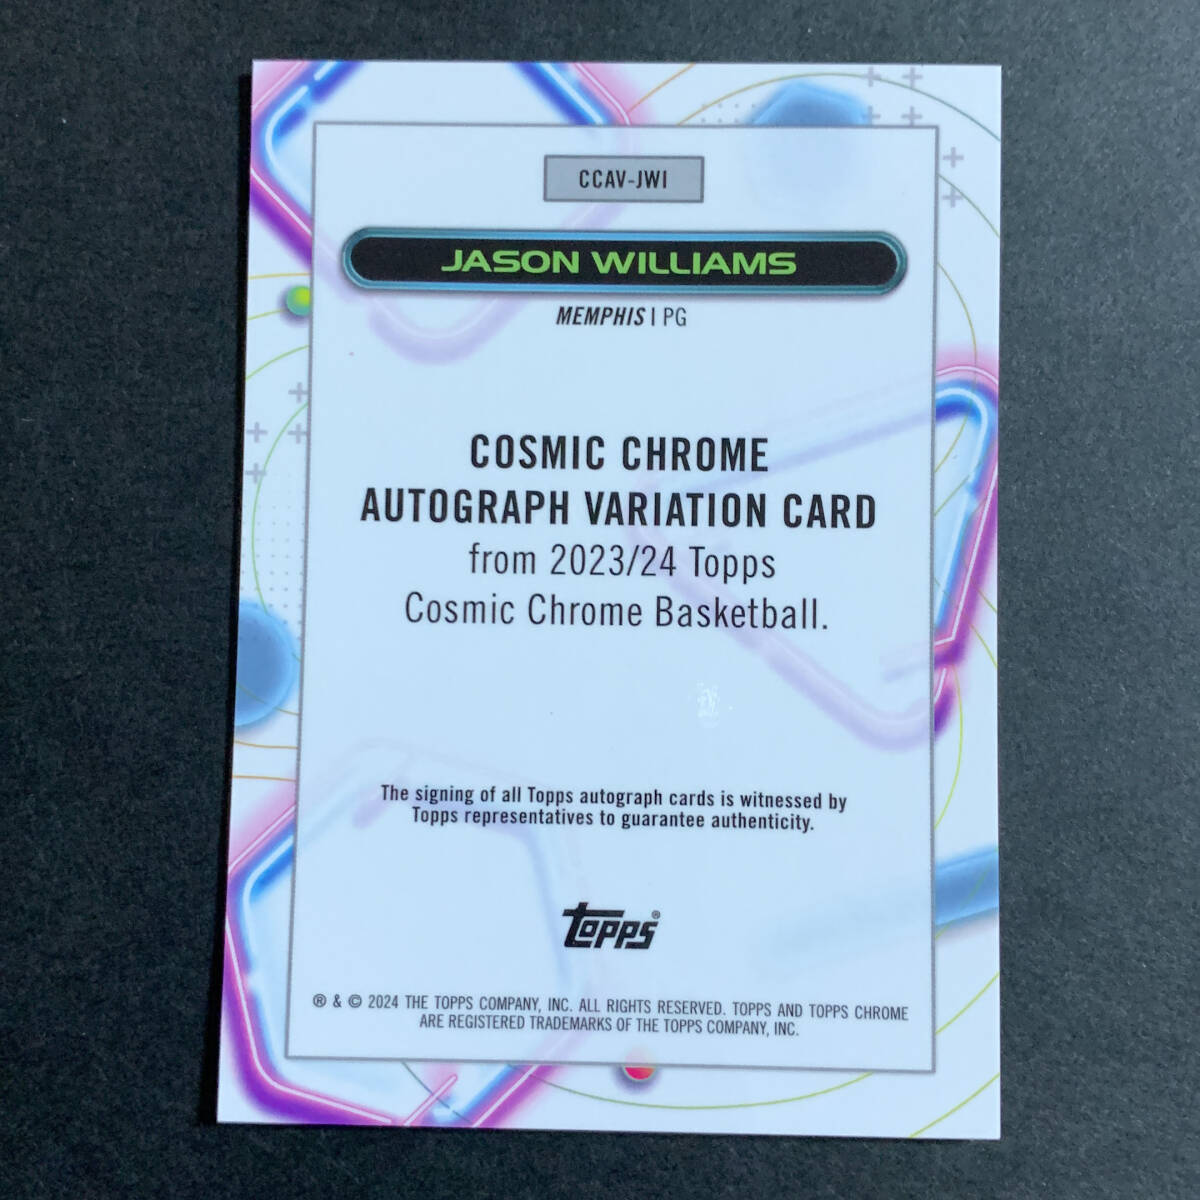 CCAV-JWI
JASON WILLIAMS
MEMPHIS | PG
COSMIC CHROME
AUTOGRAPH VARIATION CARD
from 2023/24 Topps
Cosmic Chrome Basketball.
The signing of all Topps autograph cards is witnessed by
Topps representatives to guarantee authenticity.
topps®
® & © 2024 THE TOPPS COMPANY, INC. ALL RIGHTS RESERVED. TOPPS AND TOPPS CHROME
ARE REGISTERED TRADEMARKS OF THE TOPPS COMPANY, INC.